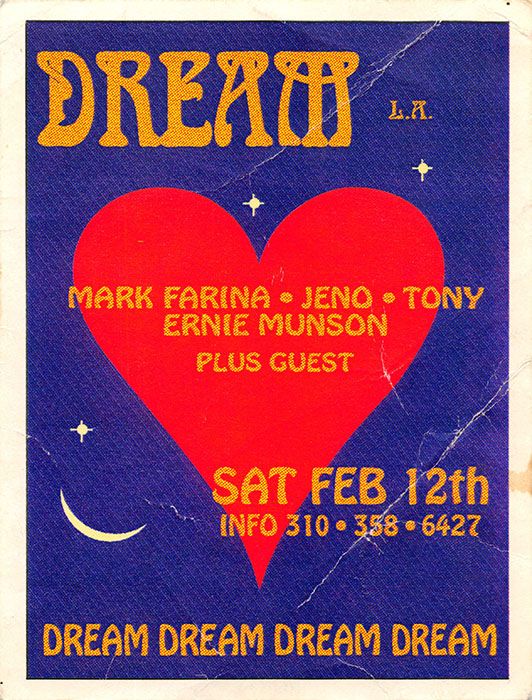 DREAM
L.A.
MARK FARINA • JENO • TONY
ERNIE MUNSON
PLUS GUEST
SAT FEB 12th
INFO 310 • 358 • 6427
DREAM DREAM DREAM DREAM